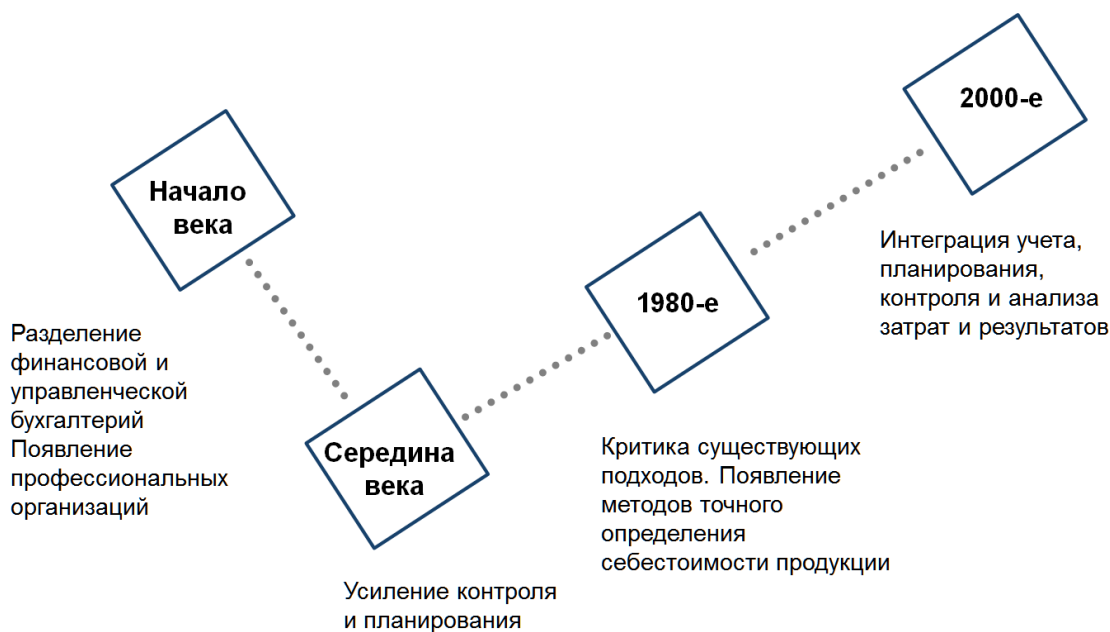 Начало
века
Разделение
финансовой и
управленческой
бухгалтерий
Появление
профессиональных
организаций
Середина
века
Усиление контроля
и планирования
1980-е
Критика существующих
подходов. Появление
методов точного
определения
себестоимости продукции
2000-е
Интеграция учета,
планирования,
контроля и анализа
затрат и результатов